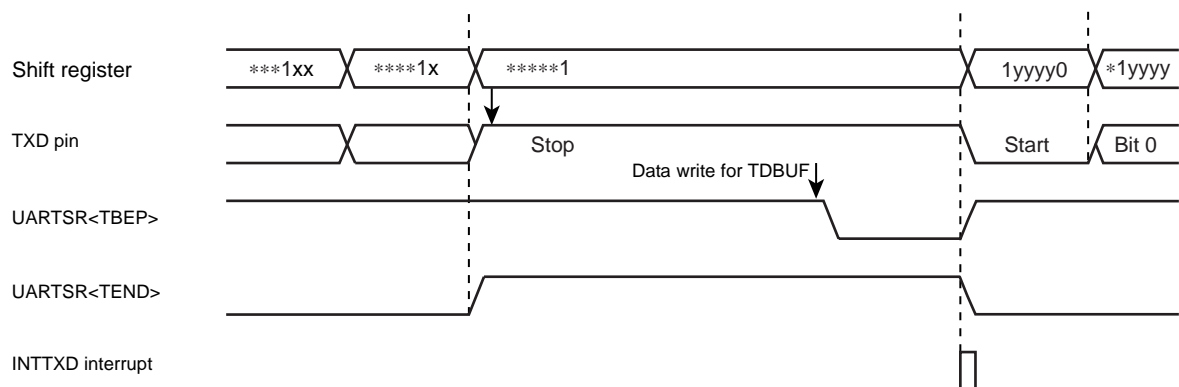 Shift register ***1xx ****1x *****1 1yyyy0 *1yyyy
TXD pin Stop Start Bit 0
Data write for TDBUF
UARTSR<TBEP>
UARTSR<TEND>
INTTXD interrupt